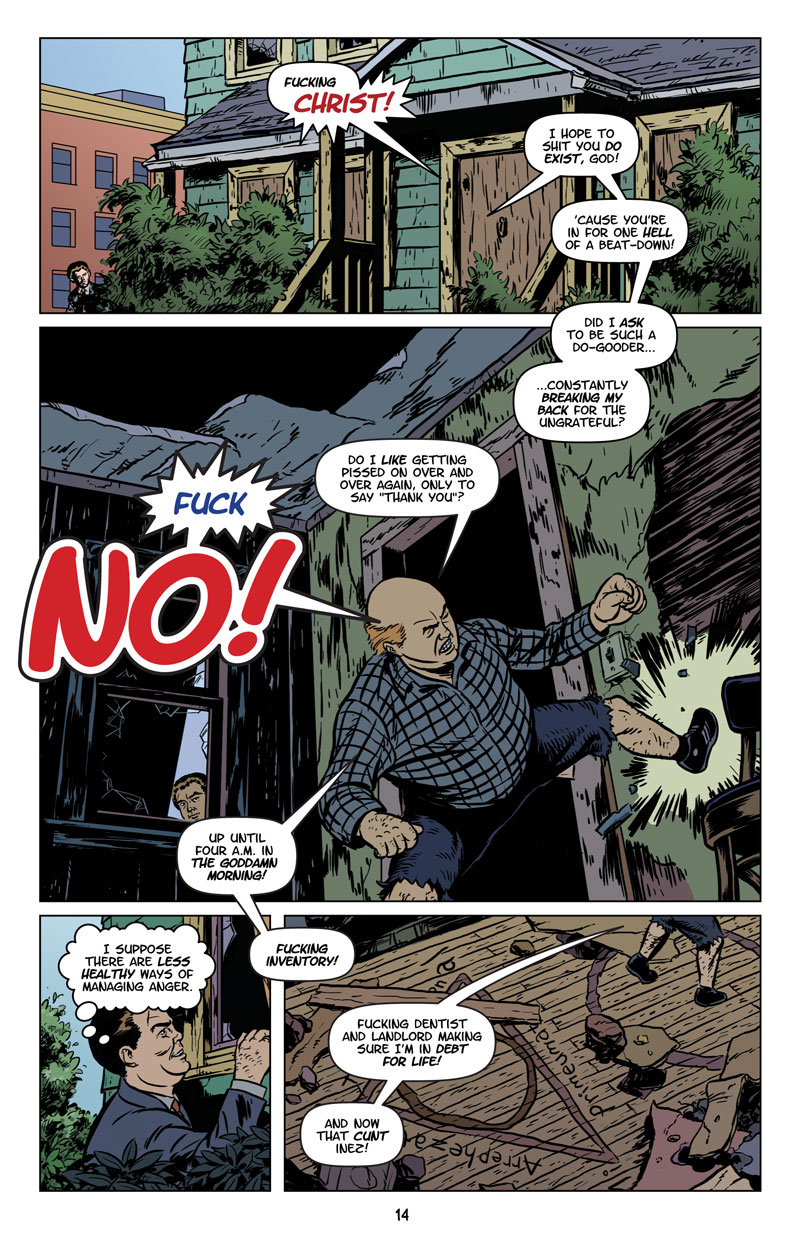 FUCKING
CHRIST!
I HOPE TO
SHIT YOU DO
EXIST, GOD!
'CAUSE YOU'RE
IN FOR ONE HELL
OF A BEAT-DOWN!
DID I ASK
TO BE SUCH A
DO-GOODER...
...CONSTANTLY
BREAKING MY
BACK FOR THE
UNGRATEFUL?
DO I LIKE GETTING
PISSED ON OVER AND
OVER AGAIN, ONLY TO
SAY "THANK YOU"?
FUCK
NO!
UP UNTIL
FOUR A.M. IN
THE GODDAMN
MORNING!
FUCKING
INVENTORY!
I SUPPOSE
THERE ARE LESS
HEALTHY WAYS OF
MANAGING ANGER.
FUCKING DENTIST
AND LANDLORD MAKING
SURE I'M IN DEBT
FOR LIFE!
AND NOW
THAT CUNT
INEZ!
primeuma
Arrepheza
14